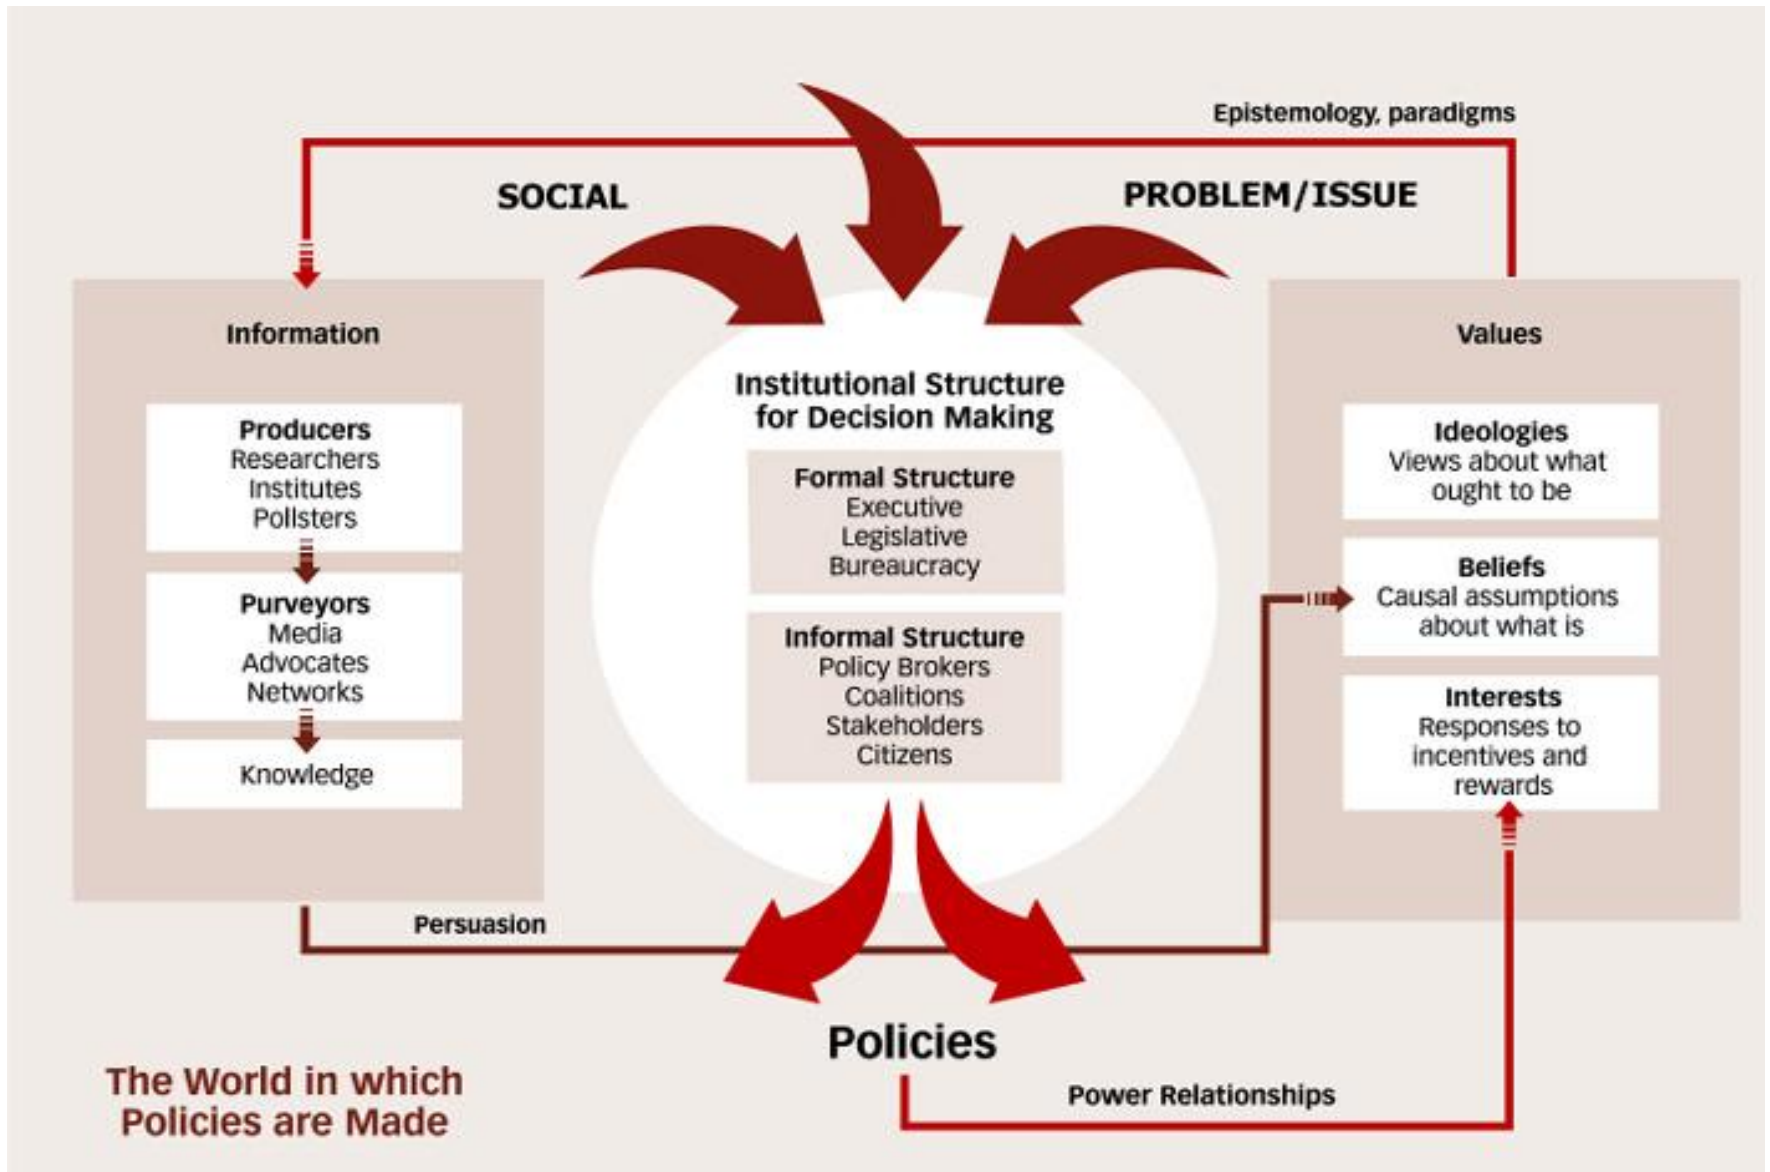 Epistemology, paradigms
SOCIAL
PROBLEM/ISSUE
Information
Producers
Researchers
Institutes
Pollsters
Purveyors
Media
Advocates
Networks
Knowledge
Institutional Structure
for Decision Making
Formal Structure
Executive
Legislative
Bureaucracy
Informal Structure
Policy Brokers
Coalitions
Stakeholders
Citizens
Values
Ideologies
Views about what
ought to be
Beliefs
Causal assumptions
about what is
Interests
Responses to
incentives and
rewards
Persuasion
Policies
Power Relationships
The World in which
Policies are Made